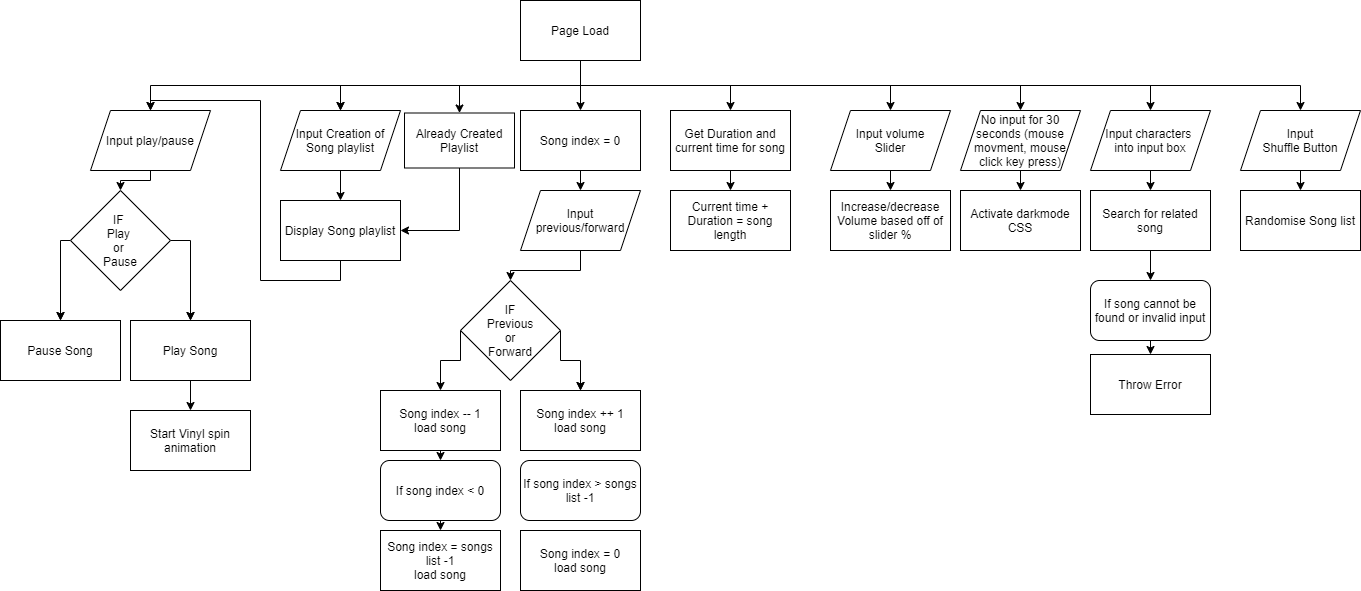 Page Load
Input play/pause
Input Creation of
Song playlist
Already Created
Playlist
Song index = 0
Get Duration and
current time for song
Input volume
Slider
No input for 30
seconds (mouse
movment, mouse
click key press)
Input characters
into input box
Input
Shuffle Button
IF
Play
or
Pause
Display Song playlist
Input
previous/forward
Current time +
Duration = song
length
Increase/decrease
Volume based off of
slider %
Activate darkmode
CSS
Search for related
song
Randomise Song list
Pause Song
Play Song
IF
Previous
or
Forward
If song cannot be
found or invalid input
Throw Error
Start Vinyl spin
animation
Song index -- 1
load song
Song index ++ 1
load song
If song index < 0
If song index > songs
list -1
Song index = songs
list -1
load song
Song index = 0
load song